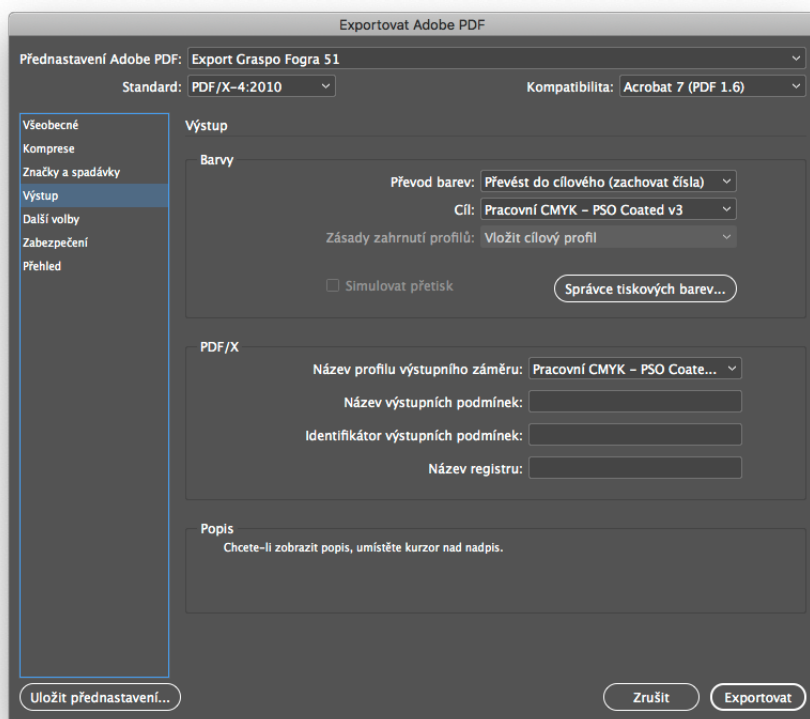 Exportovat Adobe PDF
Přednastavení Adobe PDF: Export Graspo Fogra 51
Standard: PDF/X-4:2010 Kompatibilita: Acrobat 7 (PDF 1.6)
Všeobecné
Komprese
Značky a spadávky
Výstup
Další volby
Zabezpečení
Přehled
Výstup
Barvy
Převod barev: Převést do cílového (zachovat čísla)
Cíl: Pracovní CMYK – PSO Coated v3
Zásady zahrnutí profilů: Vložit cílový profil
Simulovat přetisk Správce tiskových barev...
PDF/X
Název profilu výstupního záměru: Pracovní CMYK – PSO Coate...
Název výstupních podmínek:
Identifikátor výstupních podmínek:
Název registru:
Popis
Chcete-li zobrazit popis, umístěte kurzor nad nadpis.
Uložit přednastavení... Zrušit Exportovat